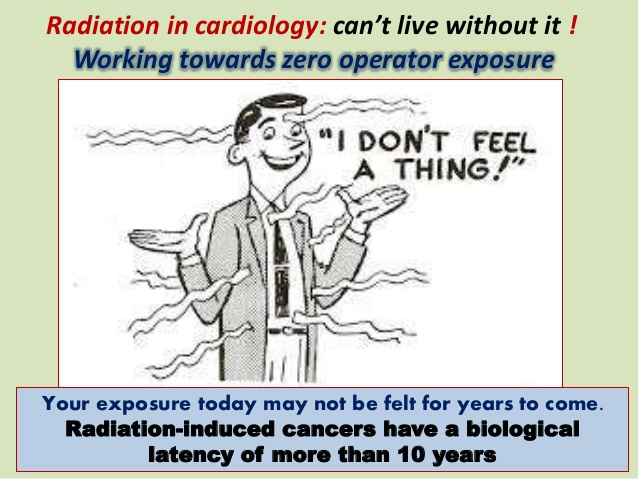 Radiation in cardiology: can’t live without it !
Working towards zero operator exposure
"I DON'T FEEL
A THING!"
Your exposure today may not be felt for years to come.
Radiation-induced cancers have a biological
latency of more than 10 years